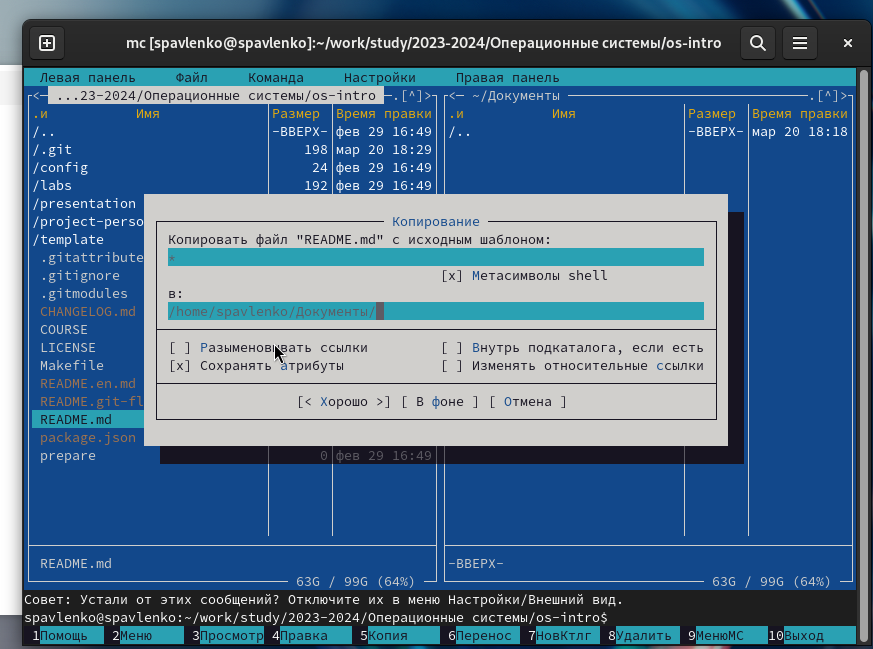 mc [spavlenko@spavlenko]:~/work/study/2023-2024/Операционные системы/os-intro
Левая панель Файл Команда Настройки Правая панель
<─ ...23-2024/Операционные системы/os-intro ─.[^]>
<─ ~/Документы .[^]>
.и Имя Размер Время правки .и Имя Размер Время правки
/.. -ВВЕРХ- фев 29 16:49 /.. -ВВЕРХ- мар 20 18:18
/.git 198 мар 20 18:29
/config 24 фев 29 16:49
/labs 192 фев 29 16:49
/presentation
/project-perso
/template
.gitattribute
.gitignore
.gitmodules
CHANGELOG.md
COURSE
LICENSE
Makefile
README.en.md
README.git-fl
README.md
package.json
prepare 0 фев 29 16:49
Копирование
Копировать файл "README.md" с исходным шаблоном:
*
[x] Метасимволы shell
в:
/home/spavlenko/Документы/
[ ] Разыменовывать ссылки [ ] Внутрь подкаталога, если есть
[x] Сохранять атрибуты [ ] Изменять относительные ссылки
[< Хорошо >] [ В фоне ] [ Отмена ]
README.md -ВВЕРХ-
63G / 99G (64%) 63G / 99G (64%)
Совет: Устали от этих сообщений? Отключите их в меню Настройки/Внешний вид.
spavlenko@spavlenko:~/work/study/2023-2024/Операционные системы/os-intro$
1Помощь 2Меню 3Просмотр 4Правка 5Копия 6Перенос 7НовКтлг 8Удалить 9МенюМС 10Выход